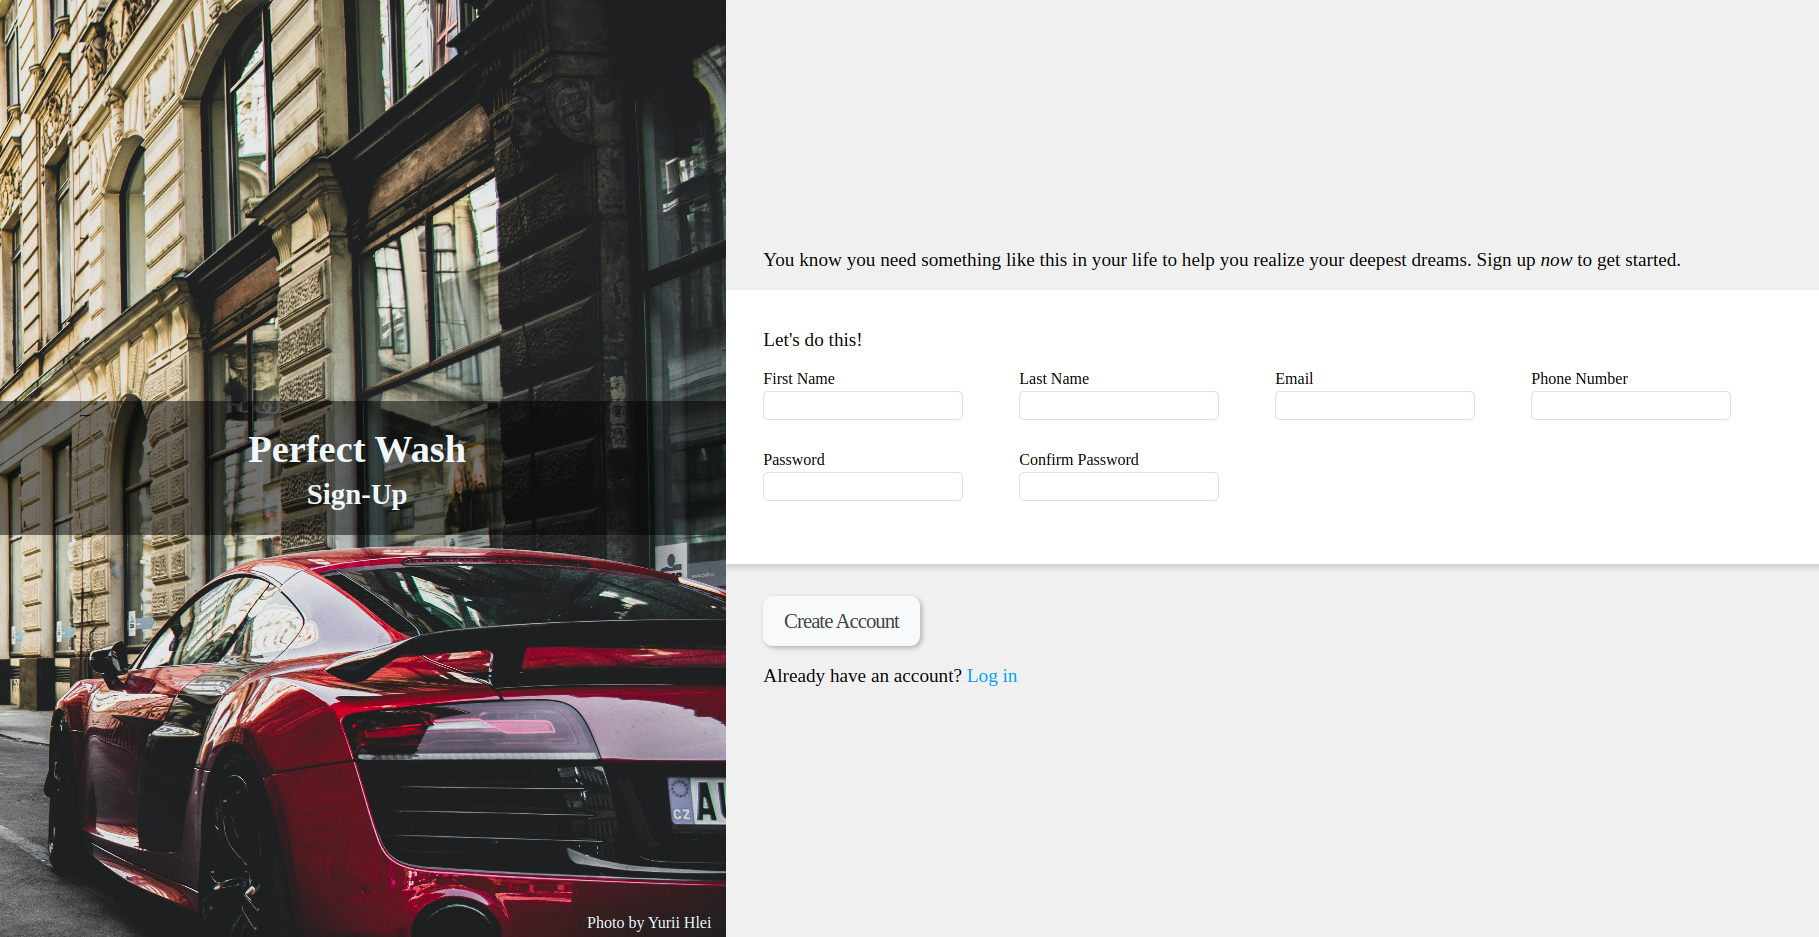 Perfect Wash
Sign-Up
CZ
AU
Photo by Yurii Hlei
You know you need something like this in your life to help you realize your deepest dreams. Sign up now to get started.
Let's do this!
First Name
Last Name
Email
Phone Number
Password
Confirm Password
Create Account
Already have an account? Log in